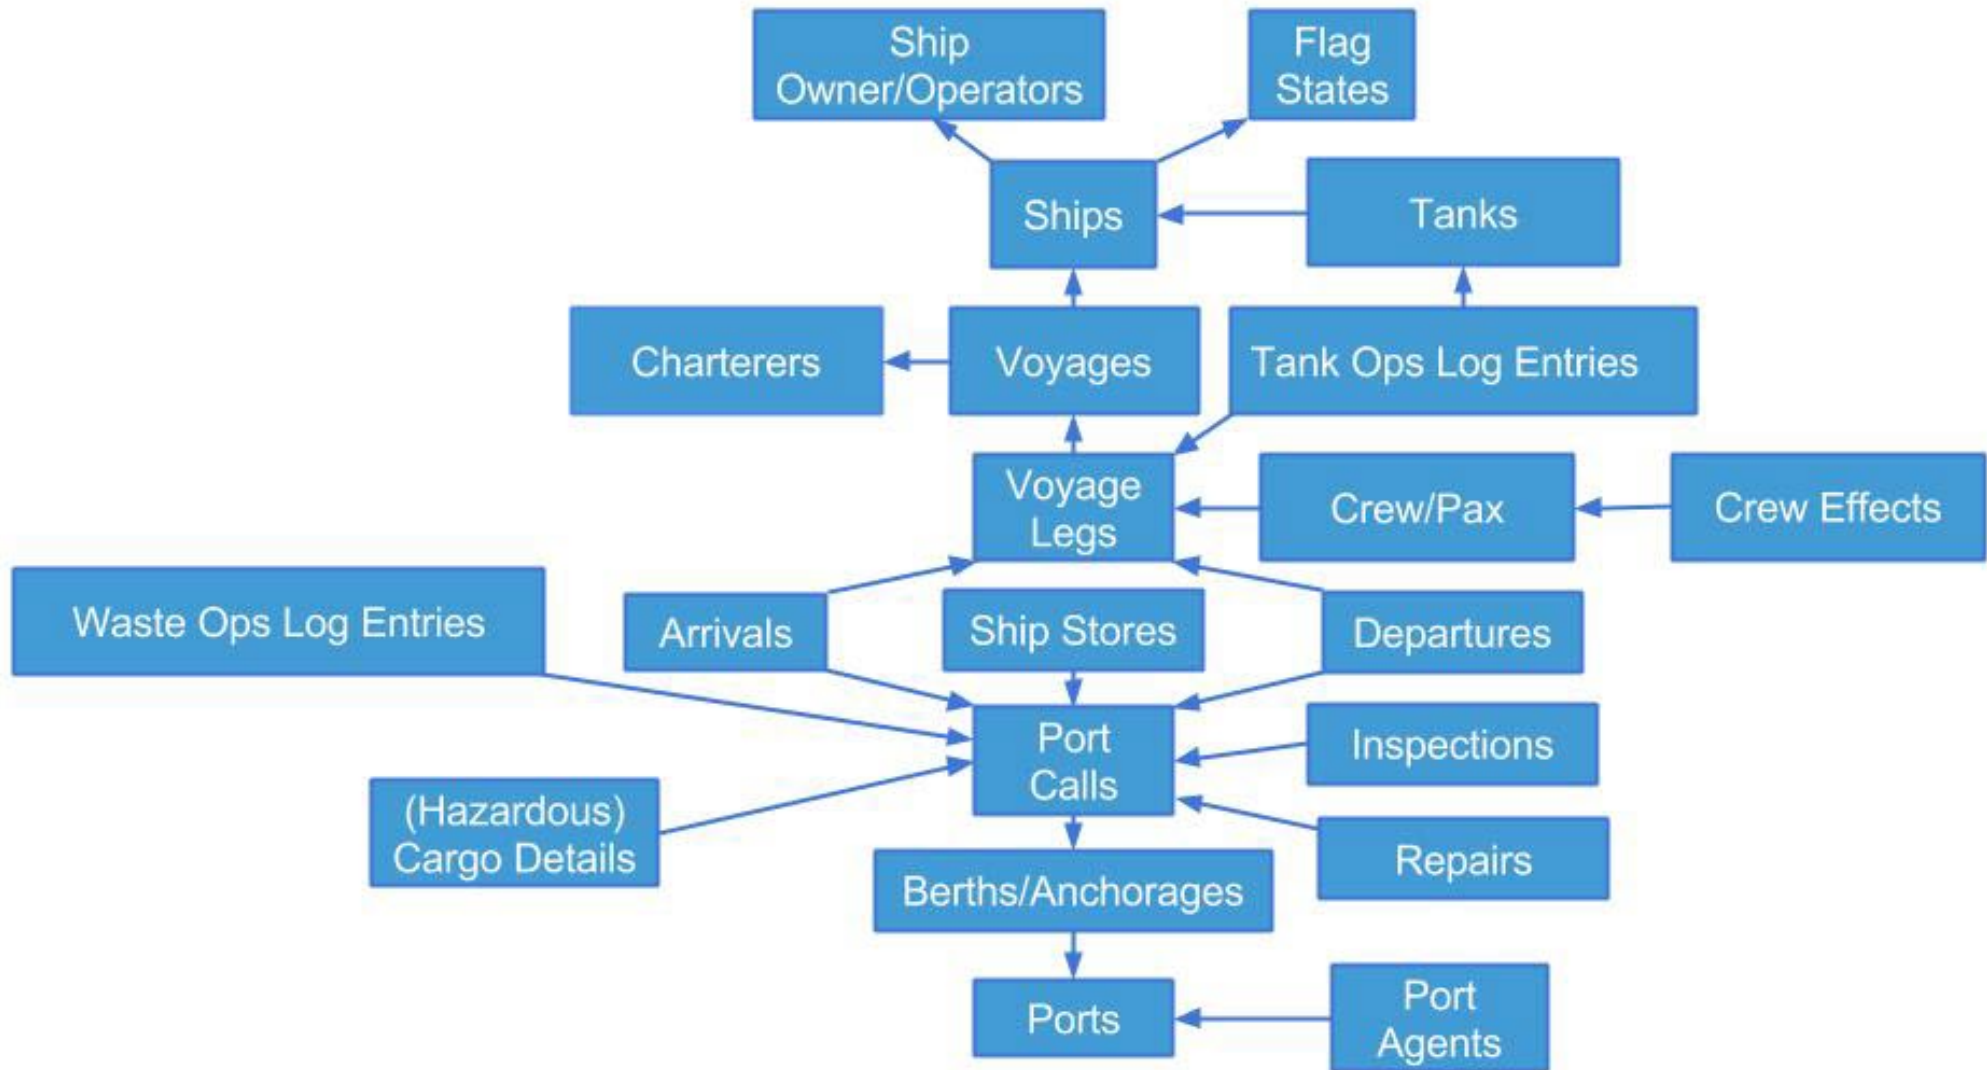 Ship
Owner/Operators
Flag
States
Ships
Tanks
Charterers
Voyages
Tank Ops Log Entries
Voyage
Legs
Crew/Pax
Crew Effects
Waste Ops Log Entries
Arrivals
Ship Stores
Departures
Port
Calls
Inspections
(Hazardous)
Cargo Details
Repairs
Berths/Anchorages
Ports
Port
Agents